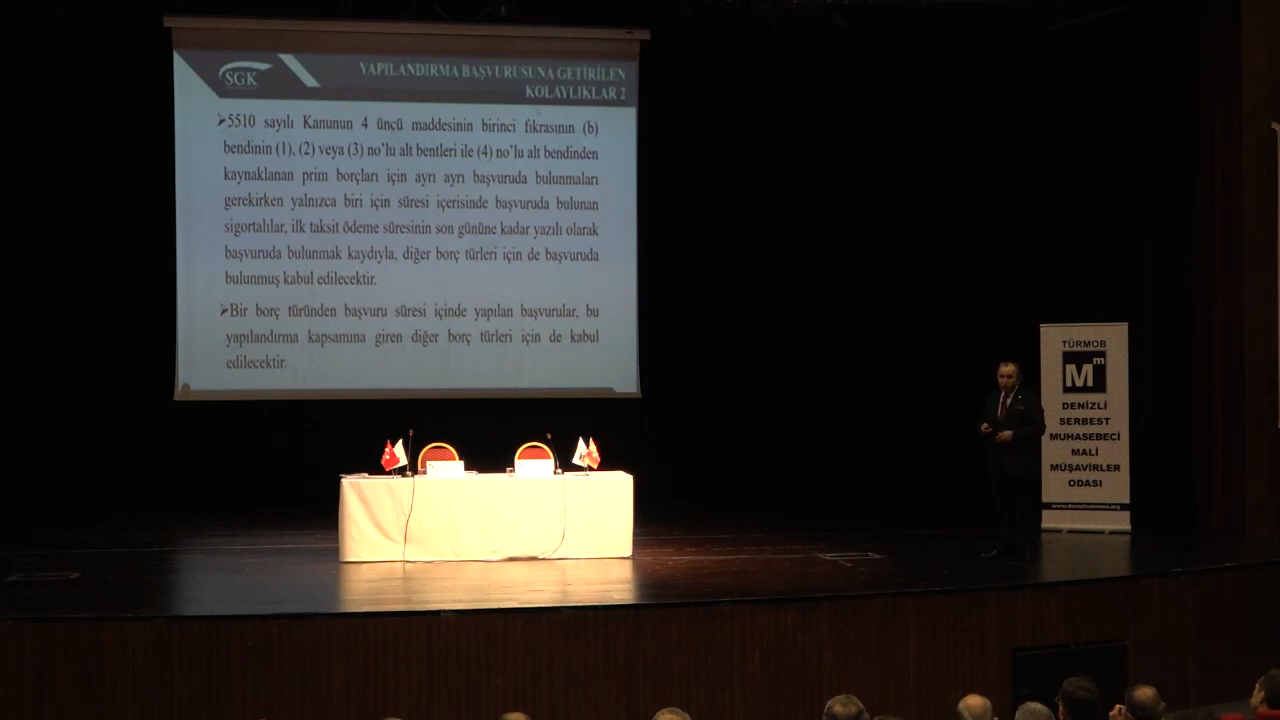 SGK
YAPILANDIRMA BAŞVURUSUNA GETİRİLEN
KOLAYLIKLAR 2
➢5510 sayılı Kanunun 4 üncü maddesinin birinci fıkrasının (b)
bendinin (1), (2) veya (3) no'lu alt bentleri ile (4) no'lu alt bendinden
kaynaklanan prim borçları için ayrı ayrı başvuruda bulunmaları
gerekirken yalnızca biri için süresi içerisinde başvuruda bulunan
sigortalılar, ilk taksit ödeme süresinin son gününe kadar yazılı olarak
başvuruda bulunmak kaydıyla, diğer borç türleri için de başvuruda
bulunmuş kabul edilecektir.
➢Bir borç türünden başvuru süresi içinde yapılan başvurular, bu
yapılandırma kapsamına giren diğer borç türleri için de kabul
edilecektir.
TÜRMOB
Mm
DENİZLİ
SERBEST
MUHASEBECİ
MALİ
MÜŞAVİRLER
ODASI